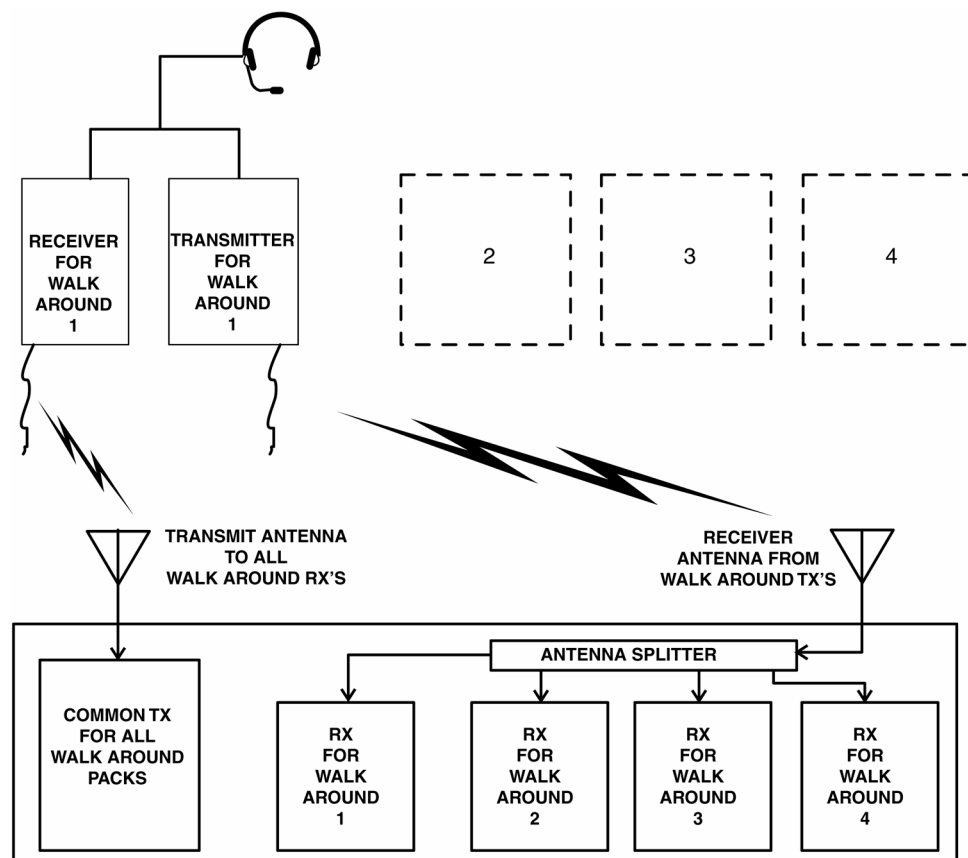 RECEIVER
FOR
WALK
AROUND
1
TRANSMITTER
FOR
WALK
AROUND
1
2
3
4
TRANSMIT ANTENNA
TO ALL
WALK AROUND RX'S
RECEIVER
ANTENNA FROM
WALK AROUND TX'S
ANTENNA SPLITTER
COMMON TX
FOR ALL
WALK AROUND
PACKS
RX
FOR
WALK
AROUND
1
RX
FOR
WALK
AROUND
2
RX
FOR
WALK
AROUND
3
RX
FOR
WALK
AROUND
4